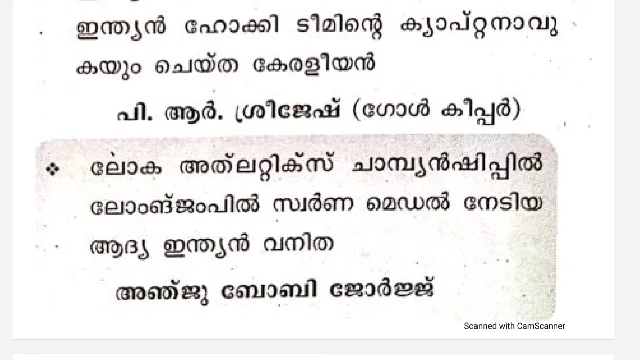 ഇന്ത്യൻ ഹോക്കി ടീമിന്റെ ക്യാപ്റ്റനാവു
കയും ചെയ്ത കേരളീയൻ
പി. ആർ. ശ്രീജേഷ് (ഗോൾ കീപ്പർ)
❖ ലോക അത്‌ലറ്റിക്സ് ചാമ്പ്യൻഷിപ്പിൽ
ലോംങ്ജംപിൽ സ്വർണ മെഡൽ നേടിയ
ആദ്യ ഇന്ത്യൻ വനിത
അഞ്ജു ബോബി ജോർജ്ജ്
Scanned with CamScanner